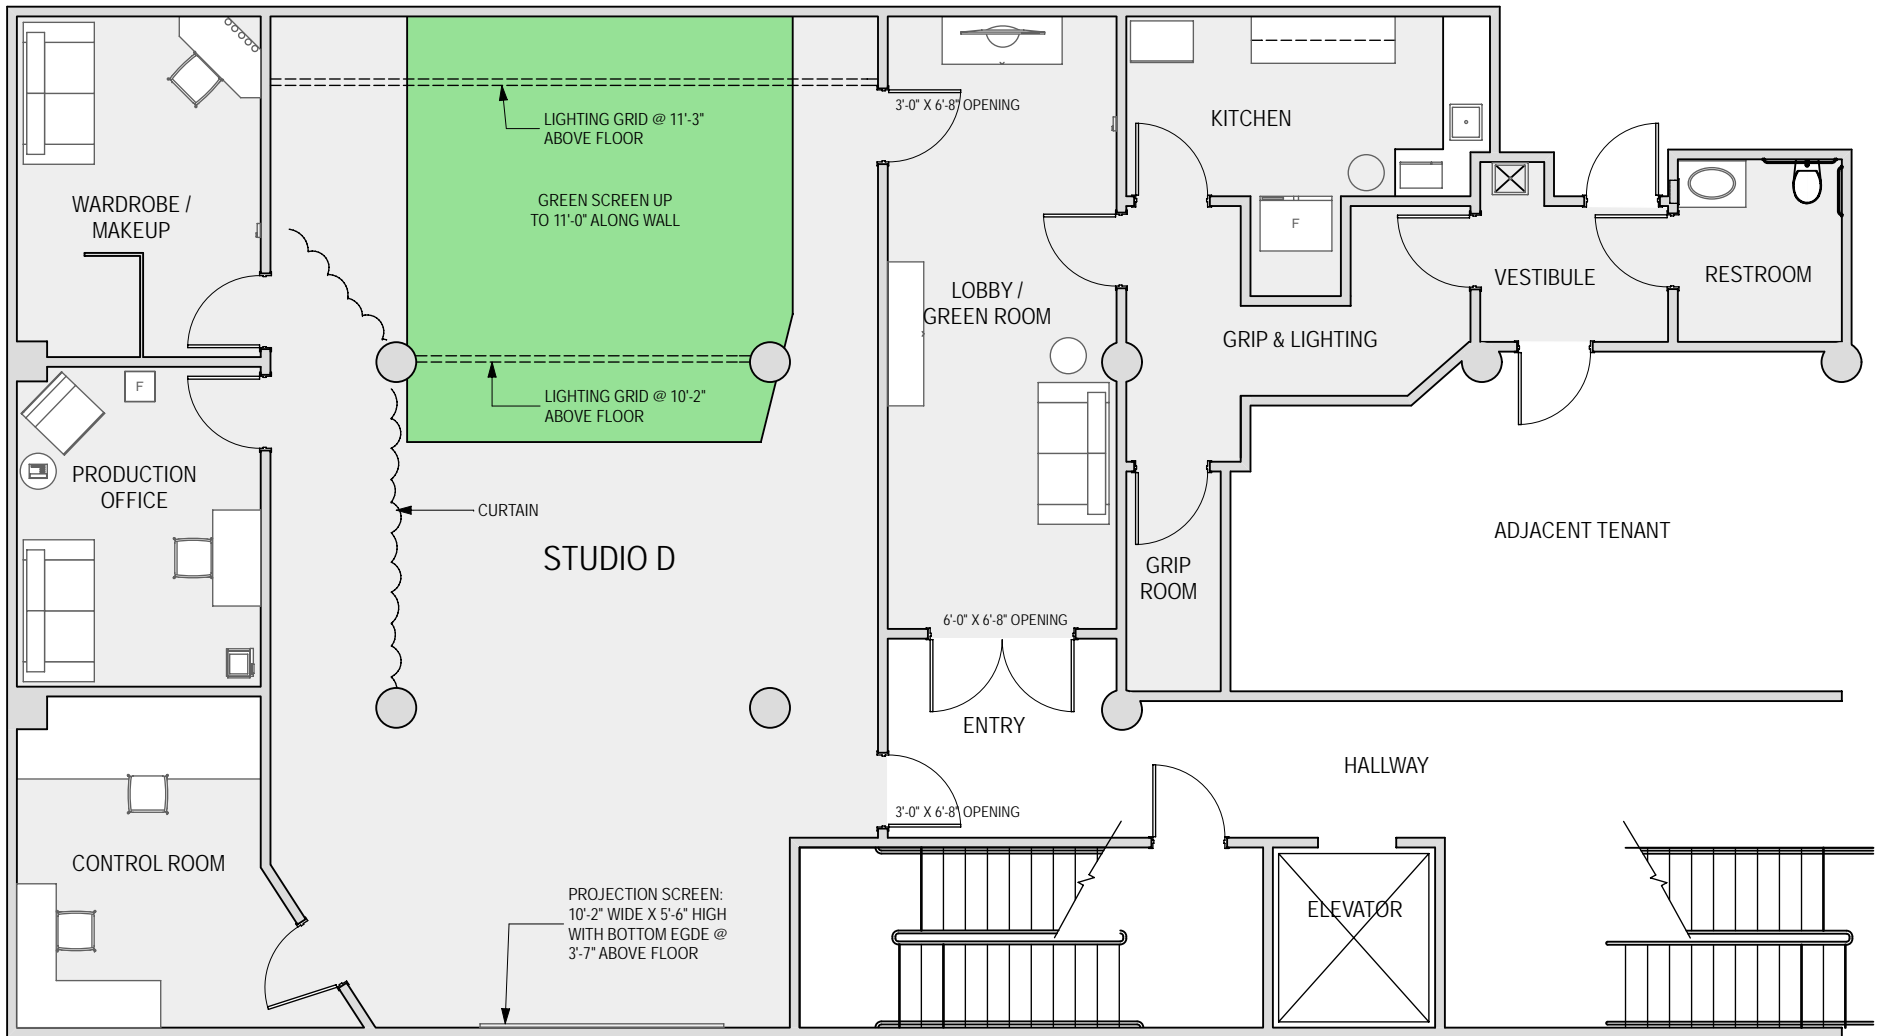 3'-0" X 6'-8" OPENING
LIGHTING GRID @ 11'-3"
ABOVE FLOOR
KITCHEN
GREEN SCREEN UP
TO 11'-0" ALONG WALL
WARDROBE /
MAKEUP
F
VESTIBULE
RESTROOM
LOBBY /
GREEN ROOM
GRIP & LIGHTING
F
LIGHTING GRID @ 10'-2"
ABOVE FLOOR
PRODUCTION
OFFICE
CURTAIN
STUDIO D
ADJACENT TENANT
GRIP
ROOM
6'-0" X 6'-8" OPENING
ENTRY
HALLWAY
3'-0" X 6'-8" OPENING
CONTROL ROOM
PROJECTION SCREEN:
10'-2" WIDE X 5'-6" HIGH
WITH BOTTOM EGDE @
3'-7" ABOVE FLOOR
ELEVATOR